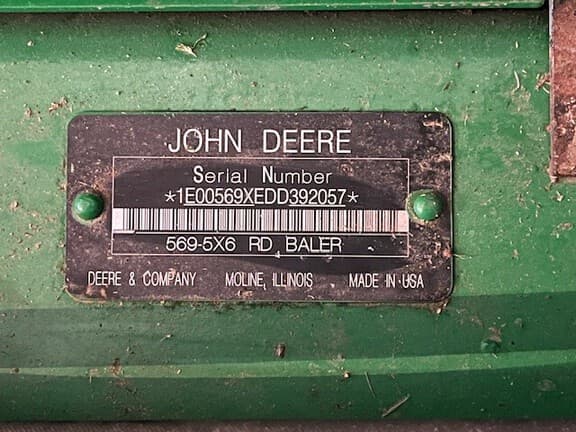 JOHN DEERE
Serial Number
*1E00569XEDD392057*
569-5X6 RD BALER
DEERE & COMPANY MOLINE, ILLINOIS MADE IN USA